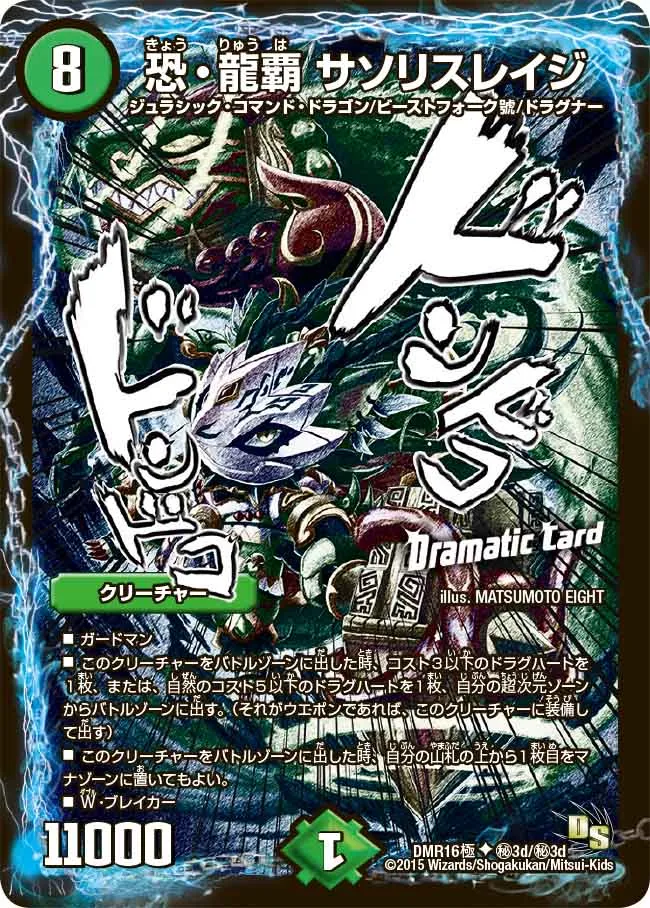 8
きょう りゅう は
恐・龍覇 サソリスレイジ
ジュラシック・コマンド・ドラゴン/ビーストフォーク號/ドラグナー
ドンドコ
ドンドコ
Dramatic Card
クリーチャー
illus. MATSUMOTO EIGHT
■ ガードマン
■ このクリーチャーをバトルゾーンに出した時、コスト3以下のドラグハートを
1枚、または、自然のコスト5以下のドラグハートを1枚、自分の超次元ゾーン
からバトルゾーンに出す。(それがウエポンであれば、このクリーチャーに装備し
て出す)
■ このクリーチャーをバトルゾーンに出した時、自分の山札の上から1枚目をマ
ナゾーンに置いてもよい。
■ W・ブレイカー
11000
1
DS
DMR16極 ◆ ㊙3d/㊙3d
©2015 Wizards/Shogakukan/Mitsui-Kids